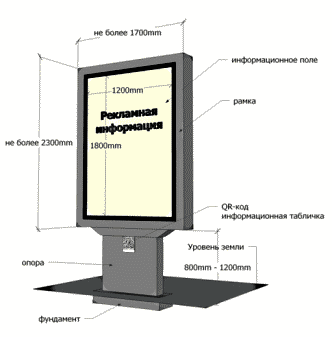 не более 1700mm
информационное поле
1200mm
рамка
Рекламная
информация
не более 2300mm
1800mm
QR-код
информационная табличка
Уровень земли
опора
800mm - 1200mm
фундамент